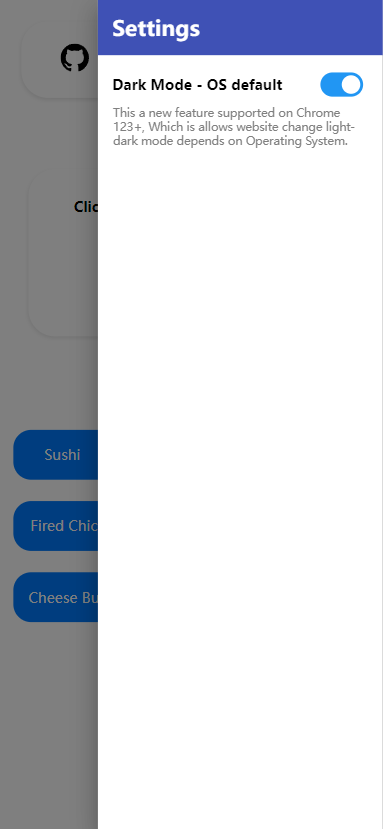 Settings
Dark Mode - OS default
This a new feature supported on Chrome
123+, Which is allows website change light-
dark mode depends on Operating System.
Clic
Sushi
Fired Chic
Cheese Bu